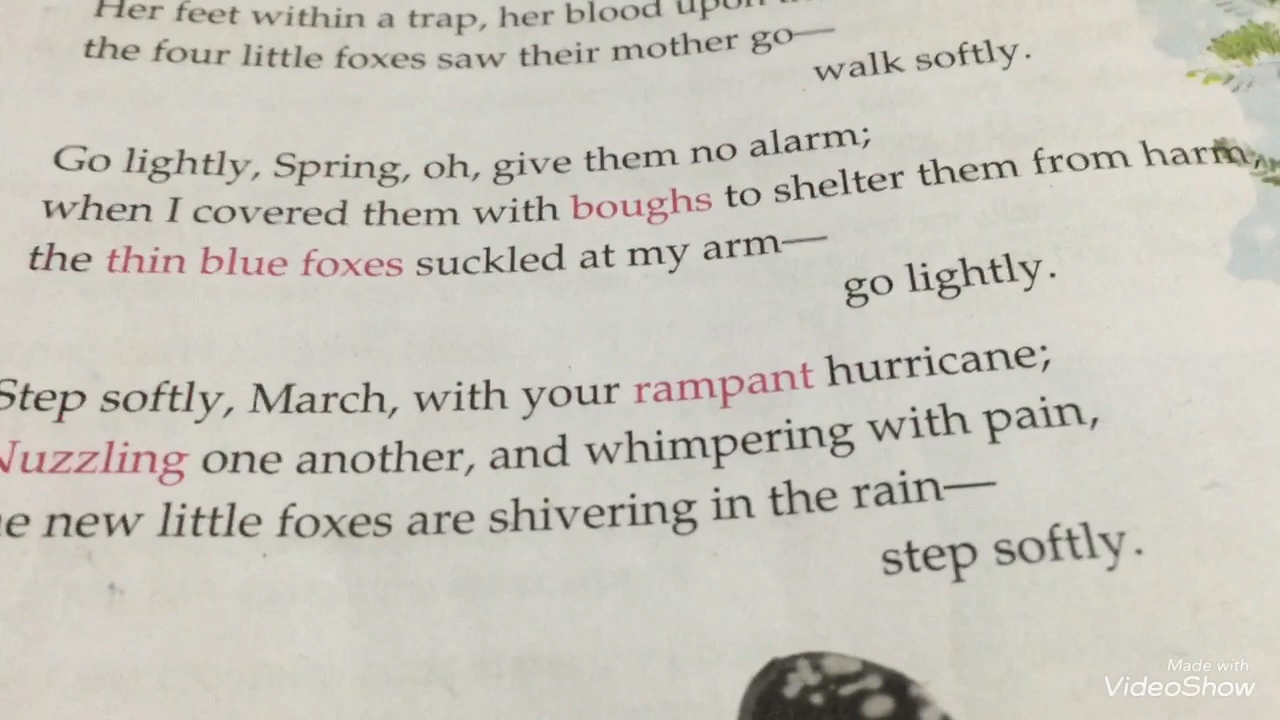 Her feet within a trap, her blood upon
the four little foxes saw their mother go—
walk softly.
Go lightly, Spring, oh, give them no alarm;
when I covered them with boughs to shelter them from harm,
the thin blue foxes suckled at my arm—
go lightly.
Step softly, March, with your rampant hurricane;
Nuzzling one another, and whimpering with pain,
e new little foxes are shivering in the rain—
step softly.
Made with
VideoShow